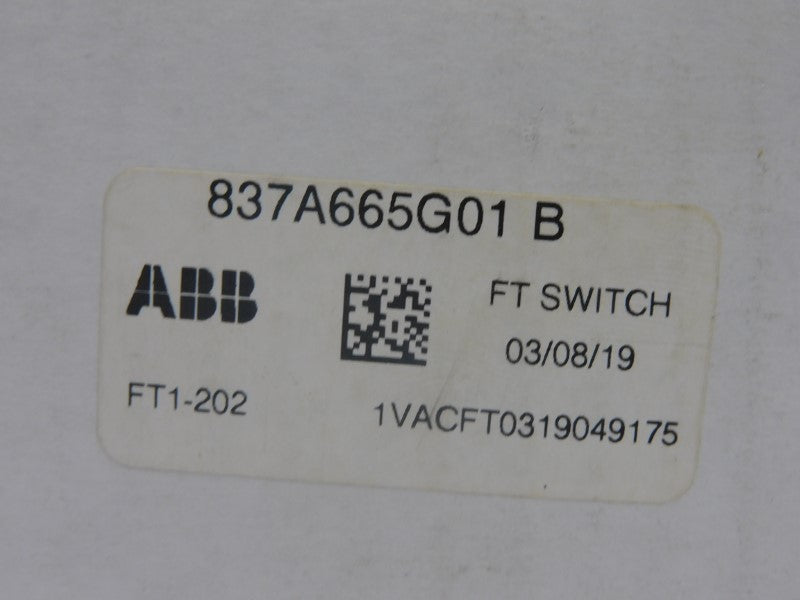 837A665G01 B
ABB
FT SWITCH
03/08/19
FT1-202
1VACFT0319049175